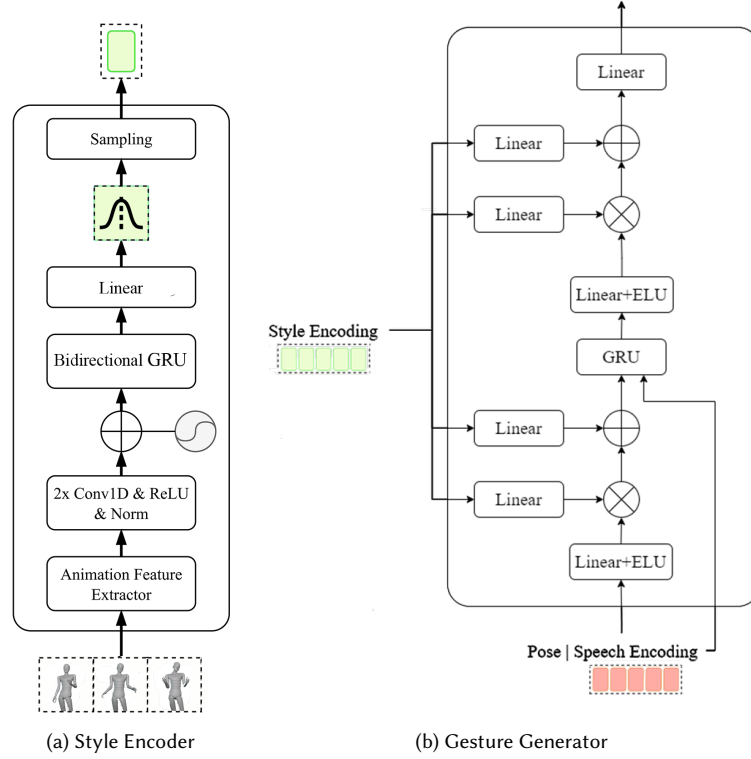 Sampling
Linear
Bidirectional GRU
2x Conv1D & ReLU
& Norm
Animation Feature
Extractor
(a) Style Encoder
Linear
Linear
Linear
Linear+ELU
Style Encoding
GRU
Linear
Linear
Linear+ELU
Pose | Speech Encoding
(b) Gesture Generator